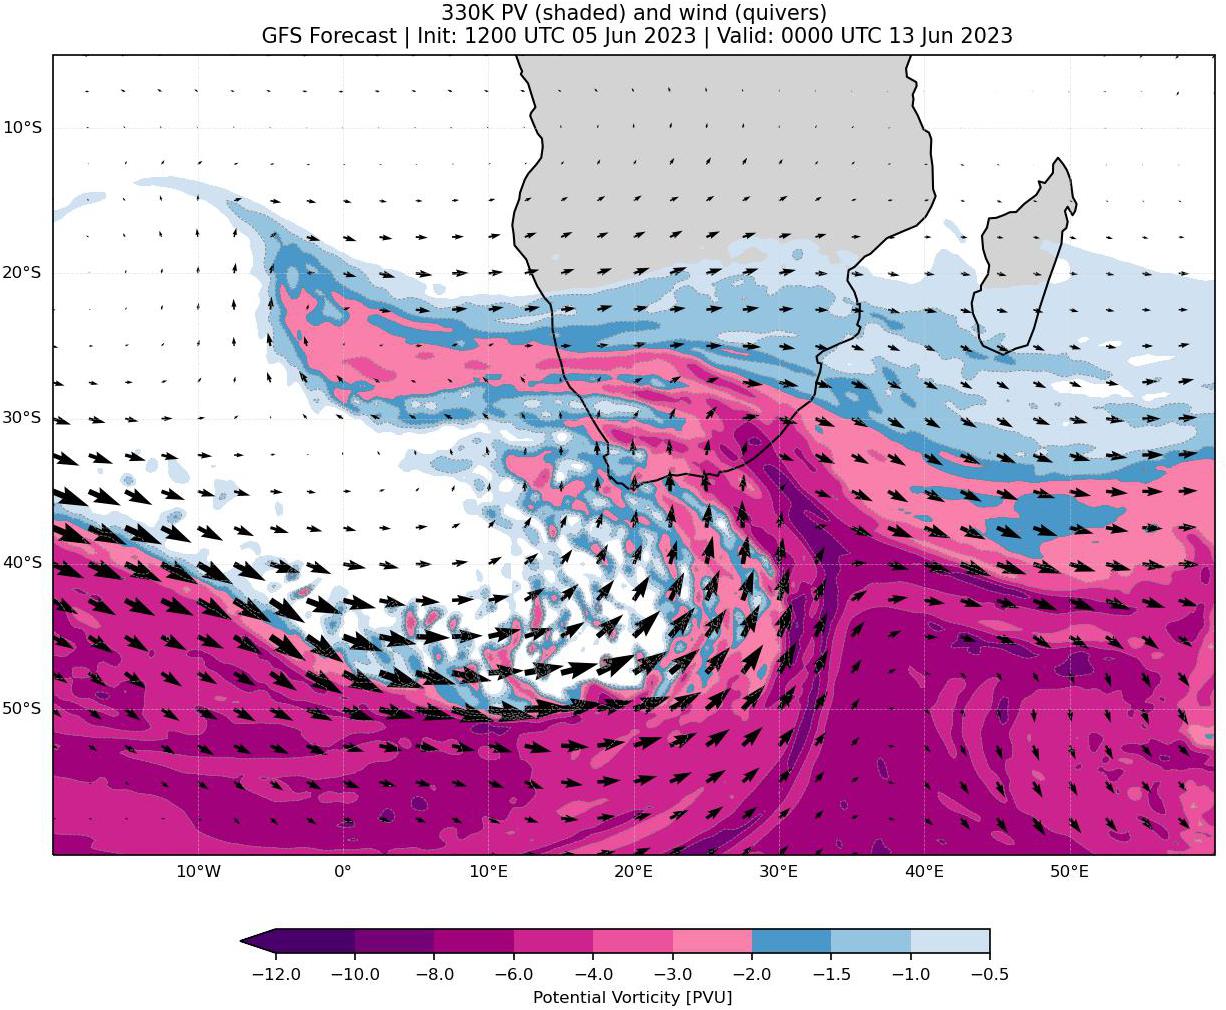 330K PV (shaded) and wind (quivers)
GFS Forecast | Init: 1200 UTC 05 Jun 2023 | Valid: 0000 UTC 13 Jun 2023
10°S
20°S
30°S
40°S
50°S
10°W 0° 10°E 20°E 30°E 40°E 50°E
−12.0 −10.0 −8.0 −6.0 −4.0 −3.0 −2.0 −1.5 −1.0 −0.5
Potential Vorticity [PVU]